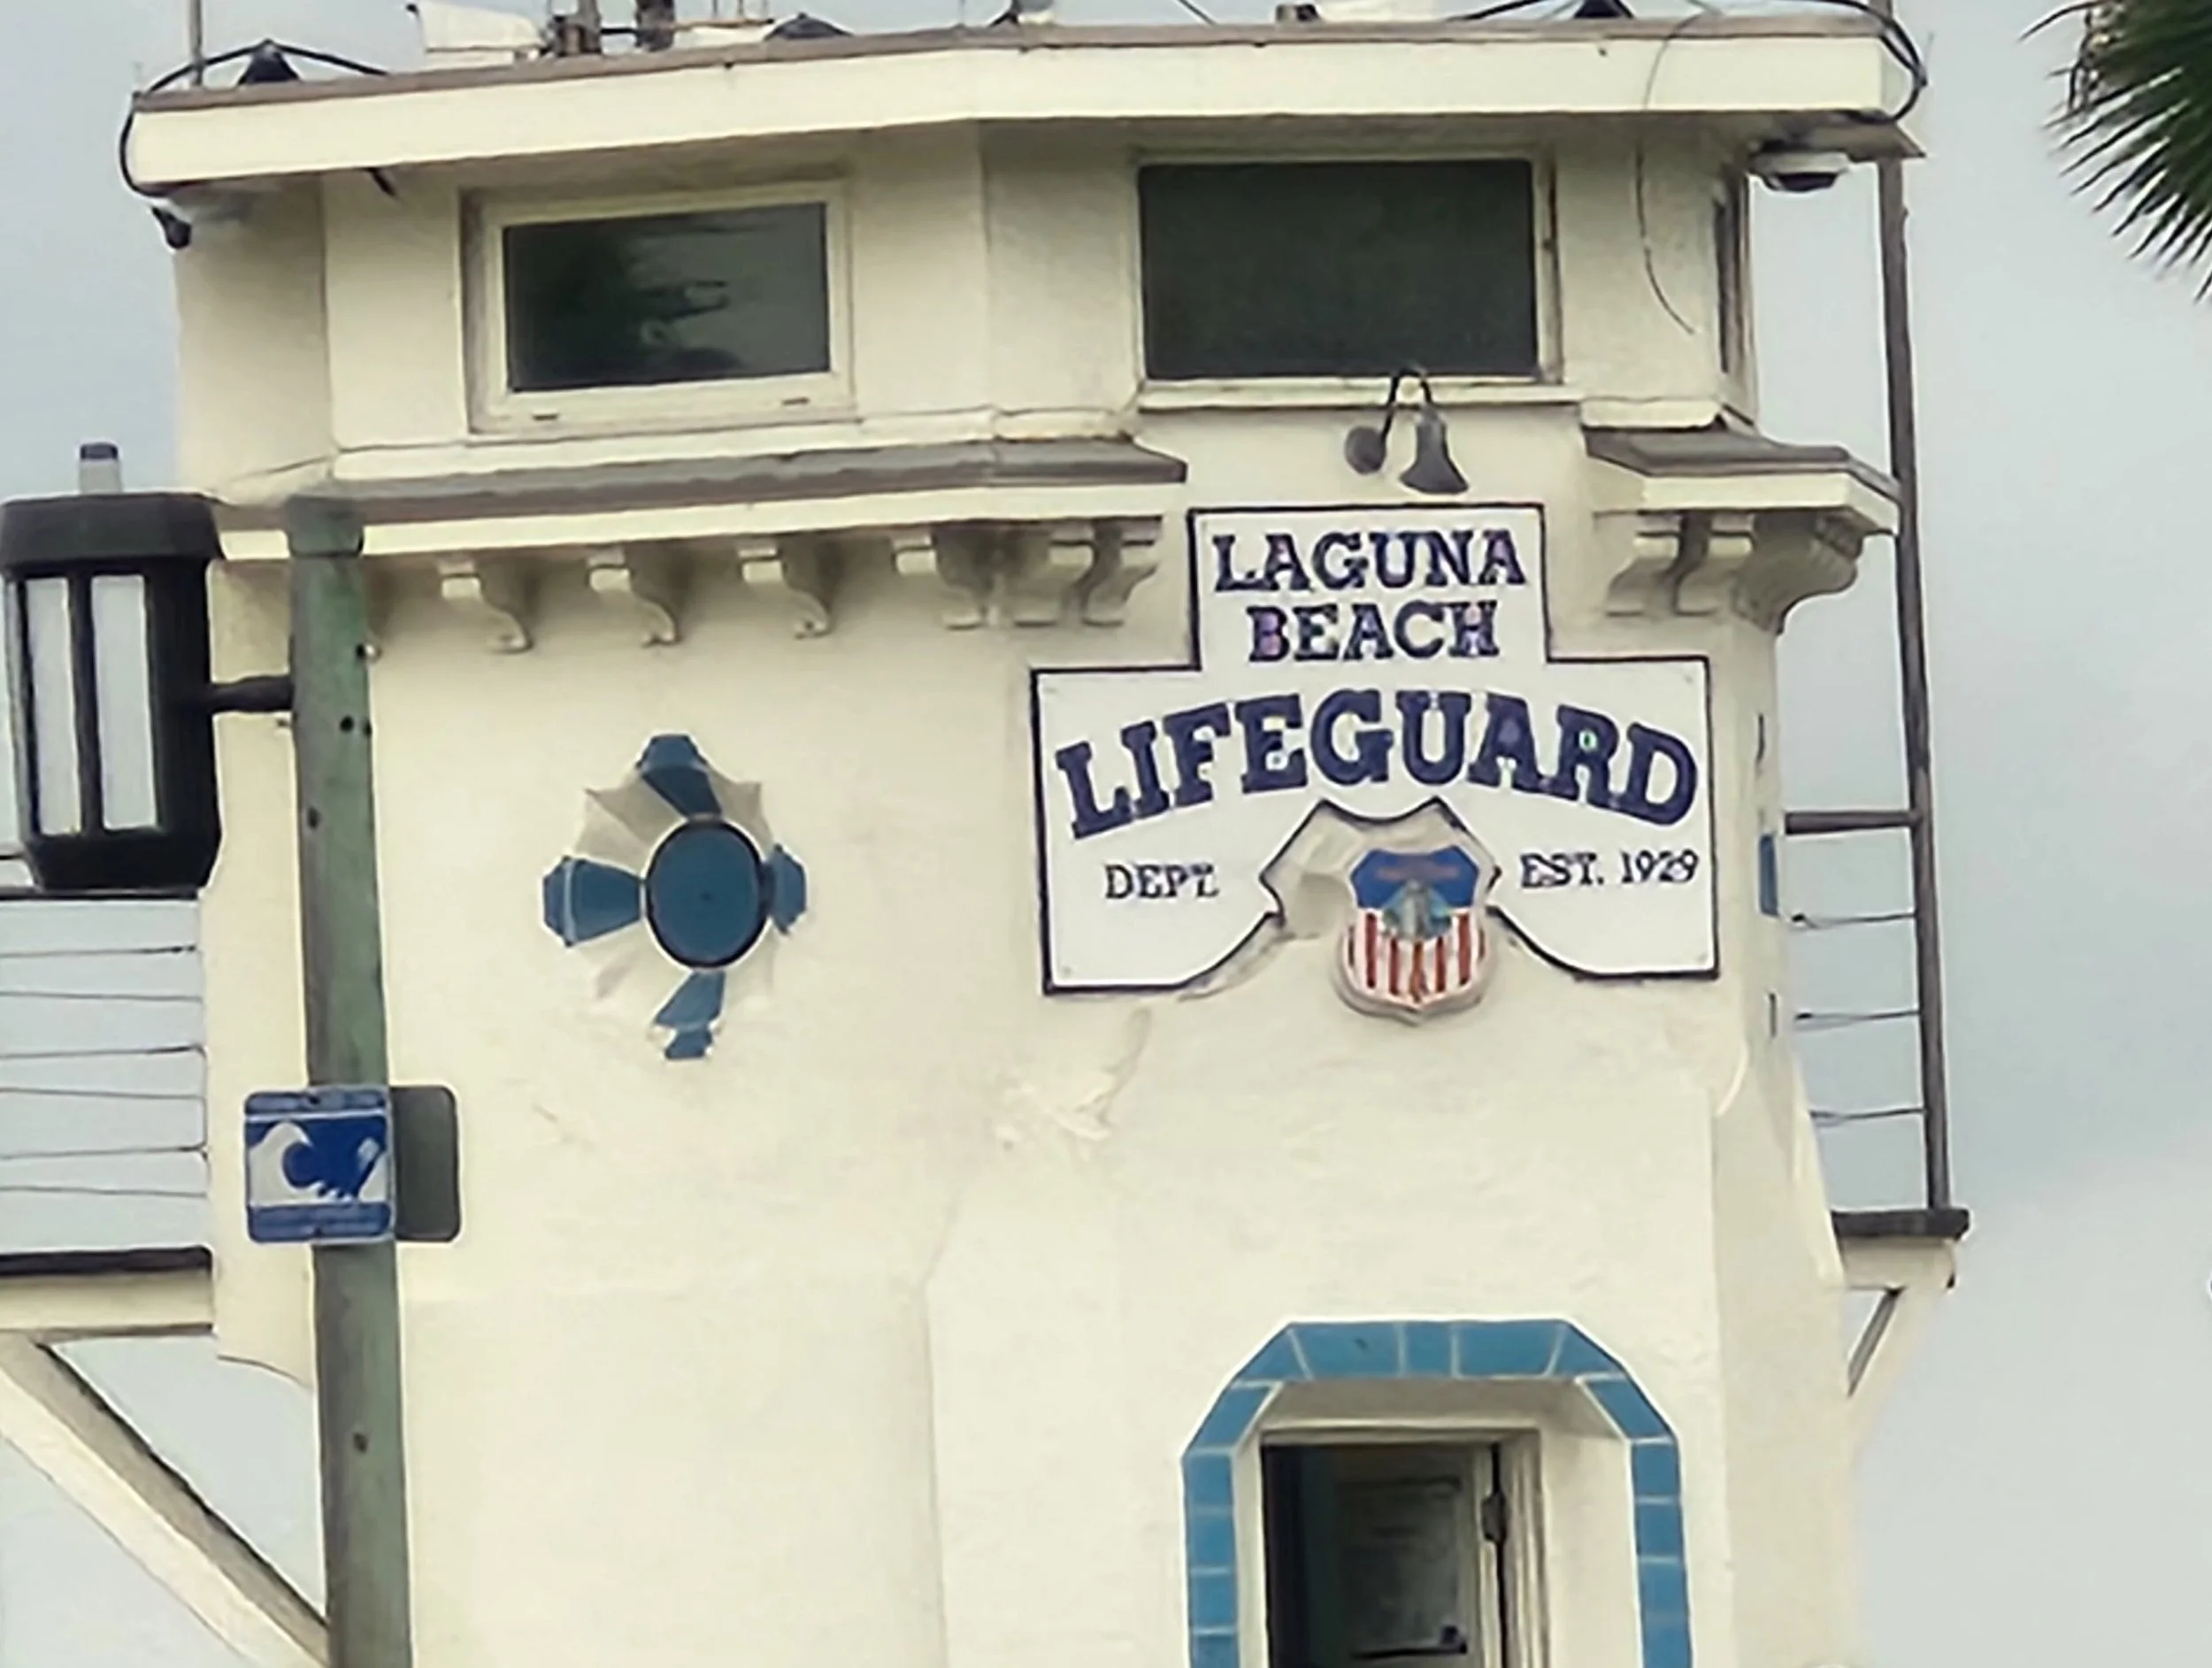 LAGUNA
BEACH
LIFEGUARD
DEPT. EST. 1929